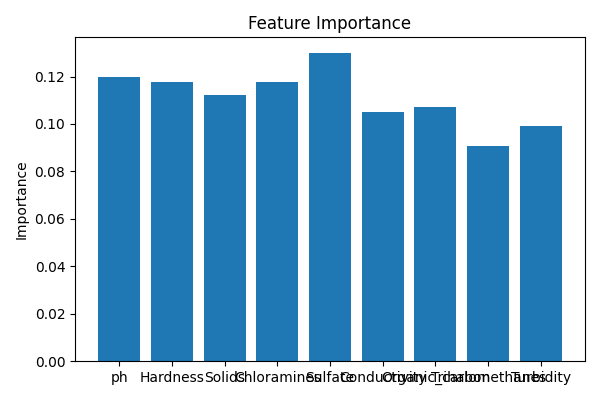 Feature Importance
Importance
0.12
0.10
0.08
0.06
0.04
0.02
0.00
ph Hardness Solids Chloramines Sulfate Conductivity Organic_carbon Trihalomethanes Turbidity